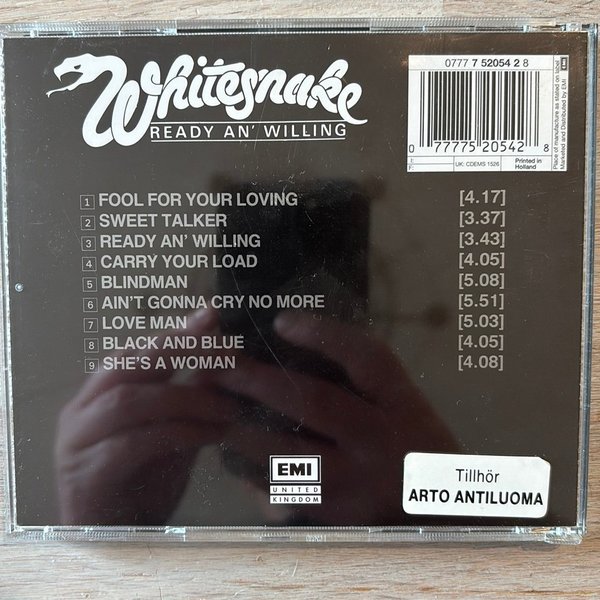 Whitesnake
READY AN' WILLING
0777 7 52054 2 8
0 77775 20542 8
I:
F:
UK: CDEMS 1526
Printed in
Holland
Place of manufacture as stated on label
Marketed and Distributed by EMI
EMI
1 FOOL FOR YOUR LOVING [4.17]
2 SWEET TALKER [3.37]
3 READY AN' WILLING [3.43]
4 CARRY YOUR LOAD [4.05]
5 BLINDMAN [5.08]
6 AIN'T GONNA CRY NO MORE [5.51]
7 LOVE MAN [5.03]
8 BLACK AND BLUE [4.05]
9 SHE'S A WOMAN [4.08]
EMI
UNITED
KINGDOM
Tillhör
ARTO ANTILUOMA